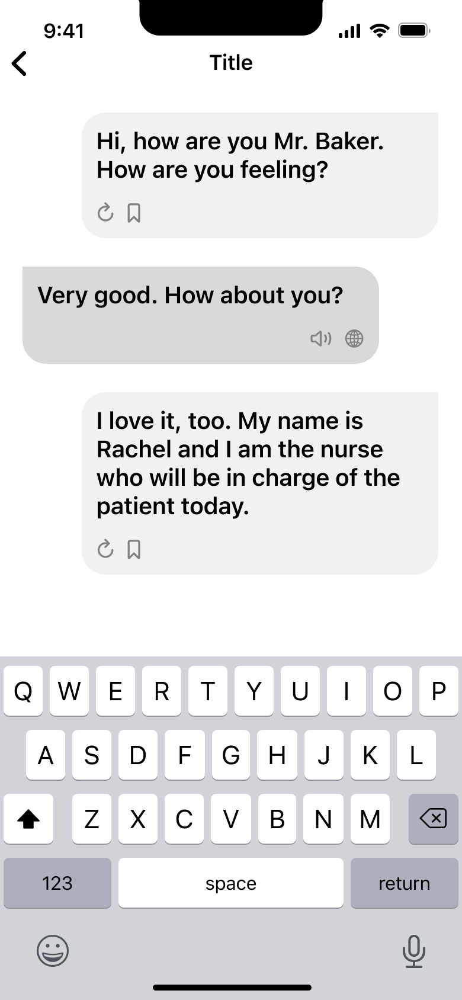 9:41
Title
Hi, how are you Mr. Baker.
How are you feeling?
Very good. How about you?
I love it, too. My name is
Rachel and I am the nurse
who will be in charge of the
patient today.
Q W E R T Y U I O P
A S D F G H J K L
Z X C V B N M
123 space return